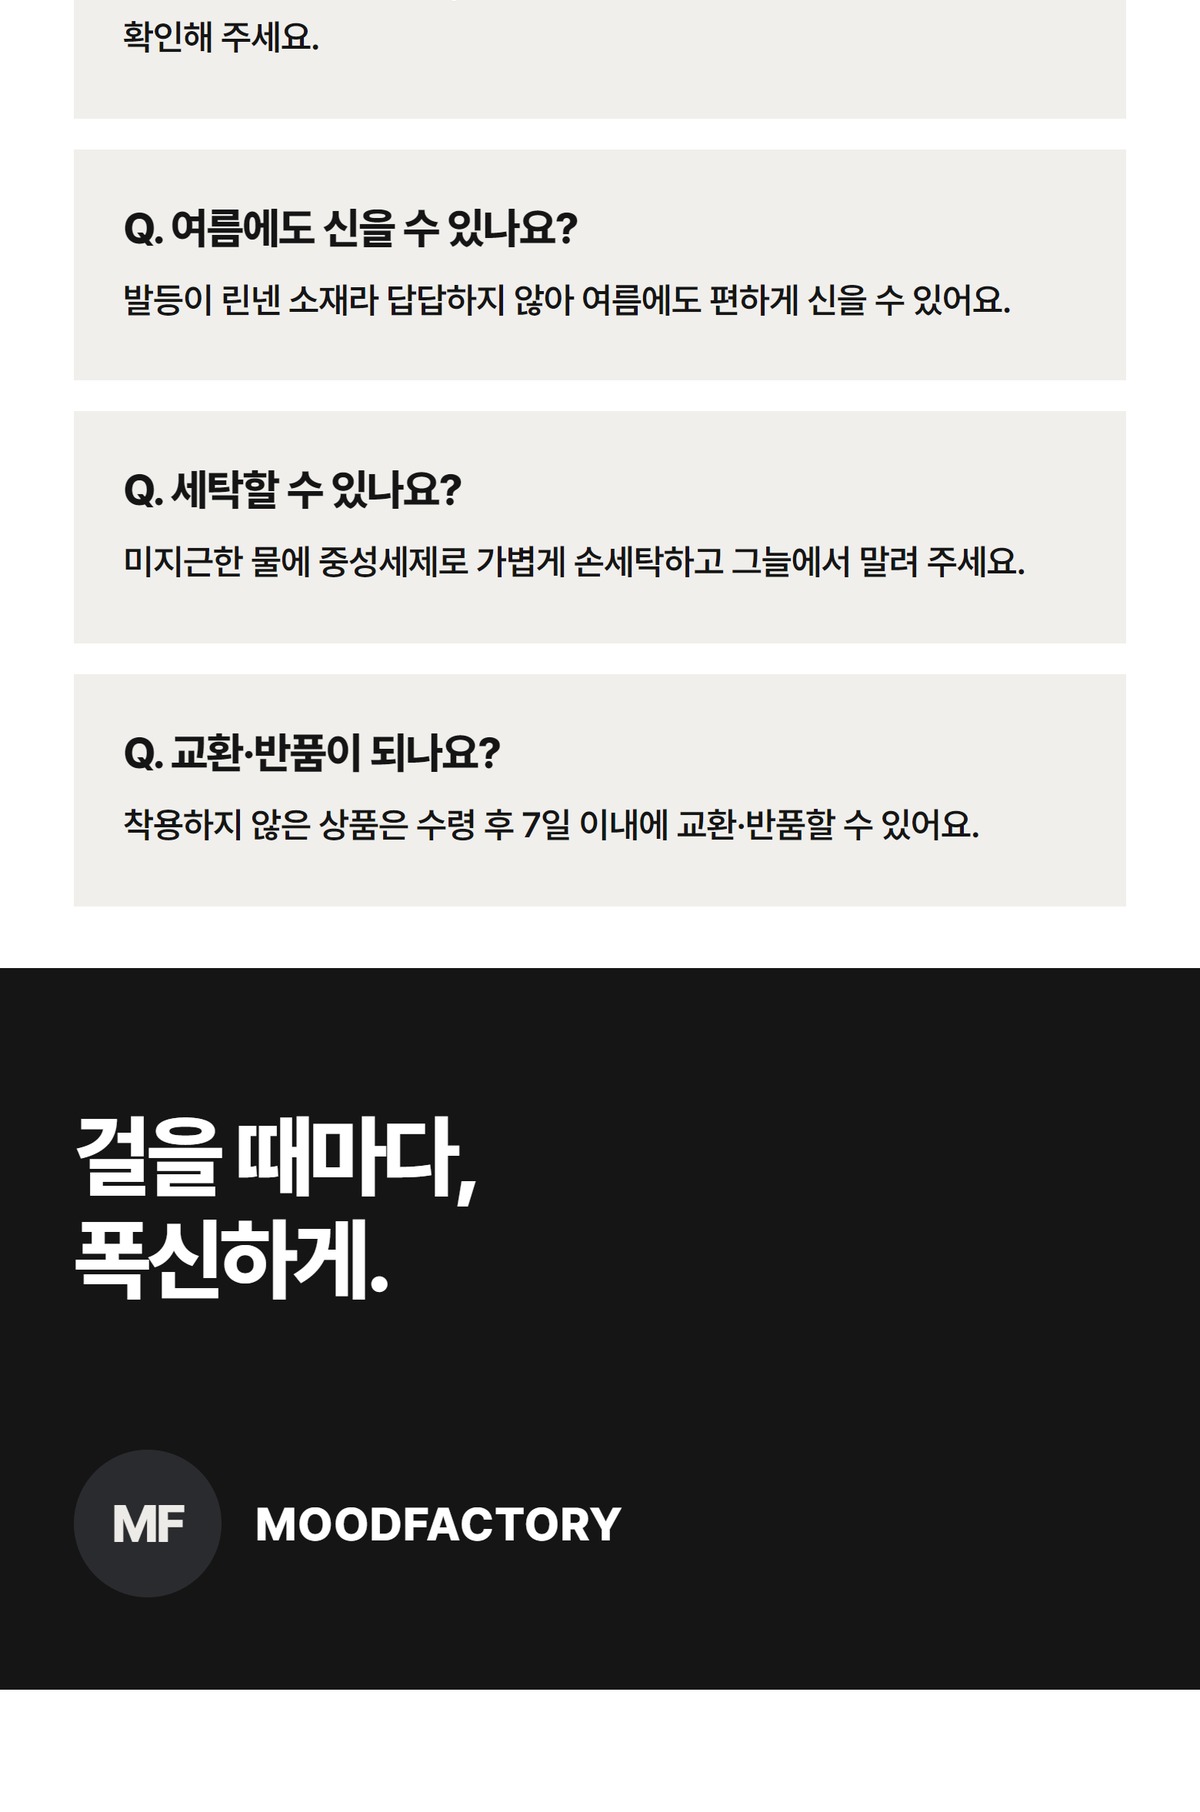 확인해 주세요.
Q. 여름에도 신을 수 있나요?
발등이 린넨 소재라 답답하지 않아 여름에도 편하게 신을 수 있어요.
Q. 세탁할 수 있나요?
미지근한 물에 중성세제로 가볍게 손세탁하고 그늘에서 말려 주세요.
Q. 교환·반품이 되나요?
착용하지 않은 상품은 수령 후 7일 이내에 교환·반품할 수 있어요.
걸을 때마다,
폭신하게.
MF MOODFACTORY